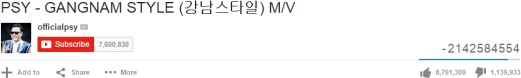 PSY - GANGNAM STYLE (강남스타일) M/V
officialpsy
Subscribe 7,600,830
-2142584554
Add to Share More 8,761,309 1,139,933